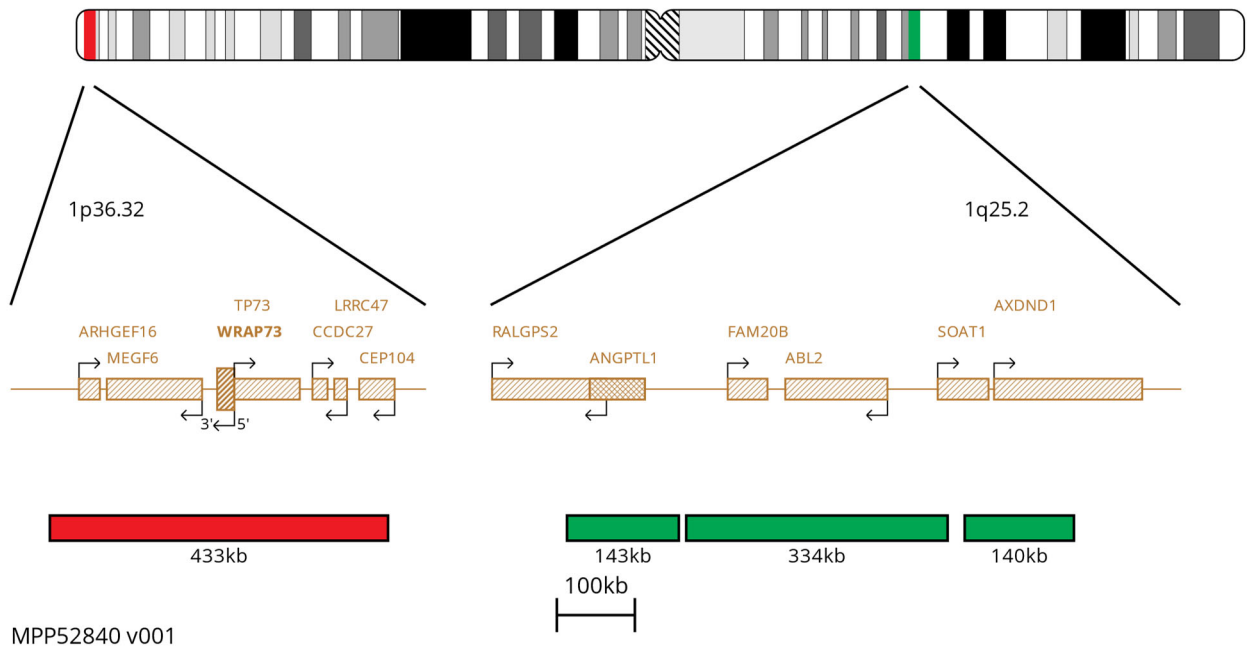 1p36.32
1q25.2
TP73
LRRC47
AXDND1
ARHGEF16
WRAP73
CCDC27
RALGPS2
FAM20B
SOAT1
MEGF6
CEP104
ANGPTL1
ABL2
3'
5'
433kb
143kb
334kb
140kb
100kb
MPP52840 v001